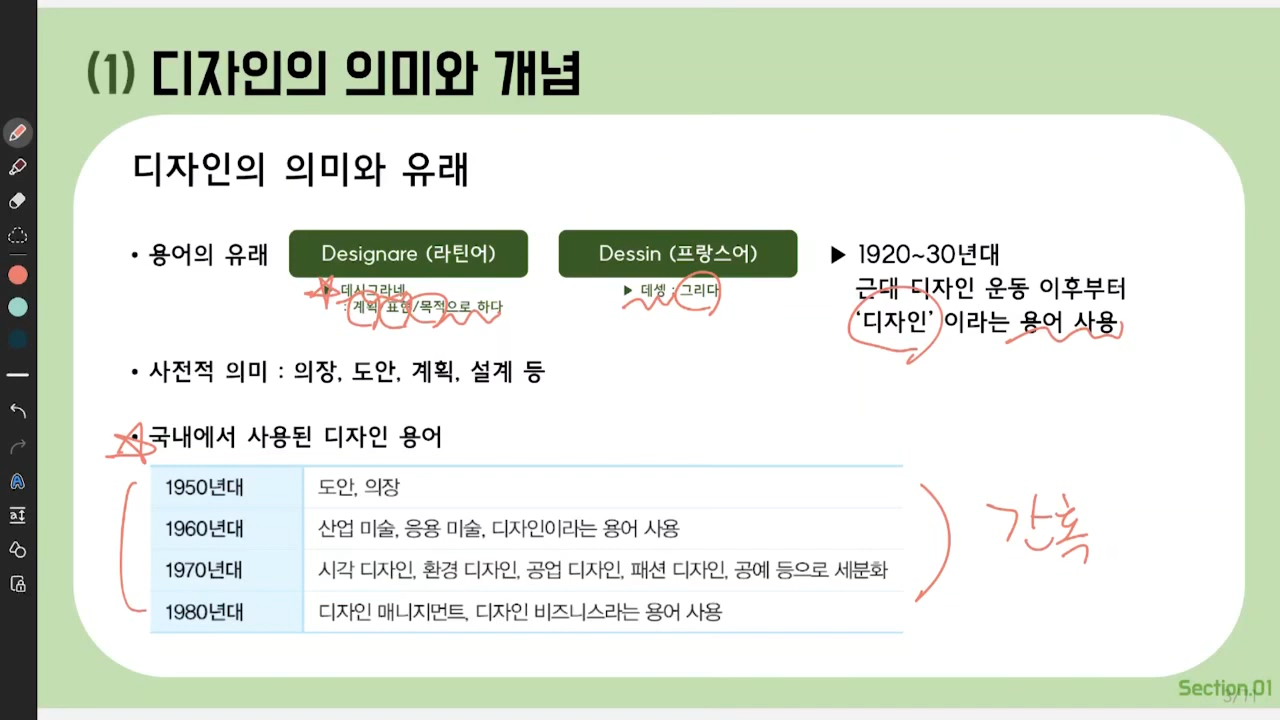 (1) 디자인의 의미와 개념
디자인의 의미와 유래
• 용어의 유래
Designare (라틴어)
▶ 데시그라네
: 계획 표현/목적으로 하다
Dessin (프랑스어)
▶ 데셍 : 그리다
▶ 1920~30년대
근대 디자인 운동 이후부터
‘디자인’ 이라는 용어 사용
• 사전적 의미 : 의장, 도안, 계획, 설계 등
• 국내에서 사용된 디자인 용어
1950년대 도안, 의장
1960년대 산업 미술, 응용 미술, 디자인이라는 용어 사용
1970년대 시각 디자인, 환경 디자인, 공업 디자인, 패션 디자인, 공예 등으로 세분화
1980년대 디자인 매니지먼트, 디자인 비즈니스라는 용어 사용
간혹
Section.01